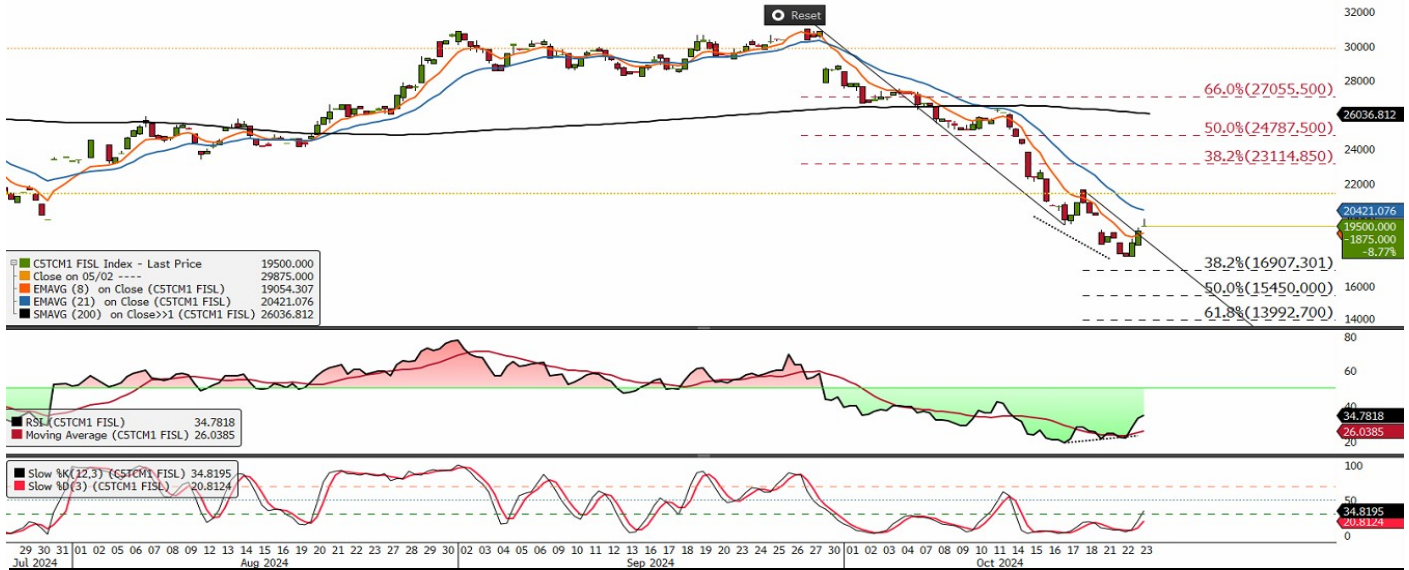 Reset
32000
30000
28000
66.0%(27055.500)
26036.812
50.0%(24787.500)
24000
38.2%(23114.850)
22000
20421.076
19500.000
-1875.000
-8.77%
38.2%(16907.301)
16000
50.0%(15450.000)
61.8%(13992.700)
14000
C5TCM1 FISL Index - Last Price 19500.000
Close on 05/02 ---- 29875.000
EMAVG (8) on Close (C5TCM1 FISL) 19054.307
EMAVG (21) on Close (C5TCM1 FISL) 20421.076
SMAVG (200) on Close>>1 (C5TCM1 FISL) 26036.812
80
60
40
34.7818
26.0385
20
RSI (C5TCM1 FISL) 34.7818
Moving Average (C5TCM1 FISL) 26.0385
Slow %K(12,3) (C5TCM1 FISL) 34.8195
Slow %D(3) (C5TCM1 FISL) 20.8124
100
50
34.8195
20.8124
0
29 30 31 01 02 05 06 07 08 09 12 13 14 15 16 19 20 21 22 23 26 27 28 29 30 02 03 04 05 06 09 10 11 12 13 16 17 18 19 20 23 24 25 26 27 30 01 02 03 04 07 08 09 10 11 14 15 16 17 18 21 22 23
Jul 2024 Aug 2024 Sep 2024 Oct 2024